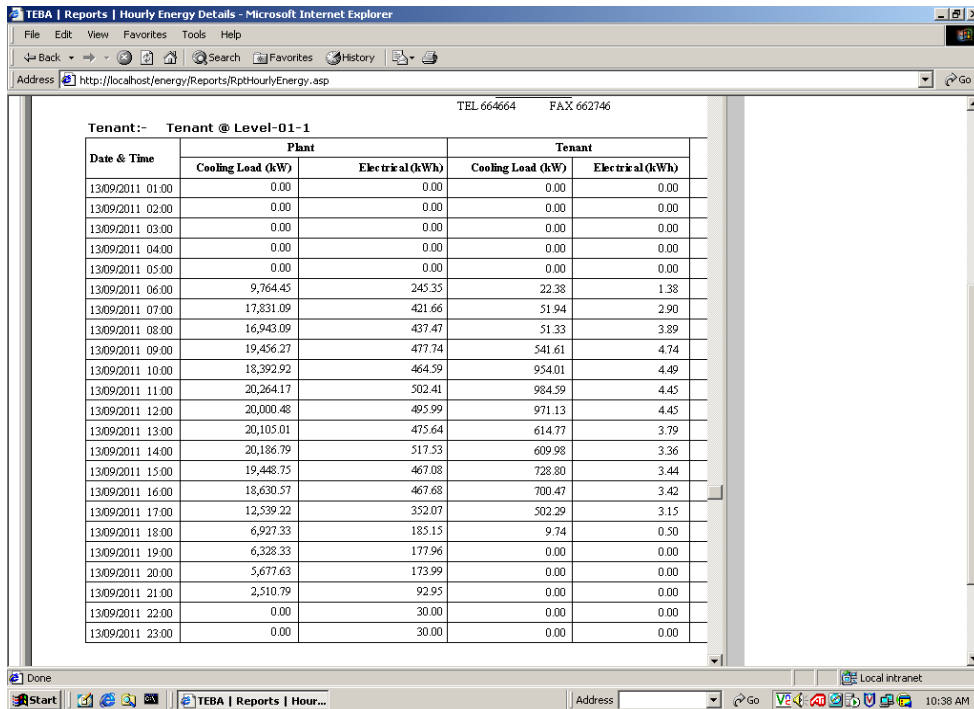 TEBA | Reports | Hourly Energy Details - Microsoft Internet Explorer
File Edit View Favorites Tools Help
Back Search Favorites History
Address http://localhost/energy/Reports/RptHourlyEnergy.asp Go
TEL 664664 FAX 662746
Tenant:- Tenant @ Level-01-1
Date & Time Plant Tenant
Cooling Load (kW) Electrical (kWh) Cooling Load (kW) Electrical (kWh)
13/09/2011 01:00 0.00 0.00 0.00 0.00
13/09/2011 02:00 0.00 0.00 0.00 0.00
13/09/2011 03:00 0.00 0.00 0.00 0.00
13/09/2011 04:00 0.00 0.00 0.00 0.00
13/09/2011 05:00 0.00 0.00 0.00 0.00
13/09/2011 06:00 9,764.45 245.35 22.38 1.38
13/09/2011 07:00 17,831.09 421.66 51.94 2.90
13/09/2011 08:00 16,943.09 437.47 51.33 3.89
13/09/2011 09:00 19,456.27 477.74 541.61 4.74
13/09/2011 10:00 18,392.92 464.59 954.01 4.49
13/09/2011 11:00 20,264.17 502.41 984.59 4.45
13/09/2011 12:00 20,000.48 495.99 971.13 4.45
13/09/2011 13:00 20,105.01 475.64 614.77 3.79
13/09/2011 14:00 20,186.79 517.53 609.98 3.36
13/09/2011 15:00 19,448.75 467.08 728.80 3.44
13/09/2011 16:00 18,630.57 467.68 700.47 3.42
13/09/2011 17:00 12,539.22 352.07 502.29 3.15
13/09/2011 18:00 6,927.33 185.15 9.74 0.50
13/09/2011 19:00 6,328.33 177.96 0.00 0.00
13/09/2011 20:00 5,677.63 173.99 0.00 0.00
13/09/2011 21:00 2,510.79 92.95 0.00 0.00
13/09/2011 22:00 0.00 30.00 0.00 0.00
13/09/2011 23:00 0.00 30.00 0.00 0.00
Done Local intranet
Start TEBA | Reports | Hour... Address Go 10:38 AM